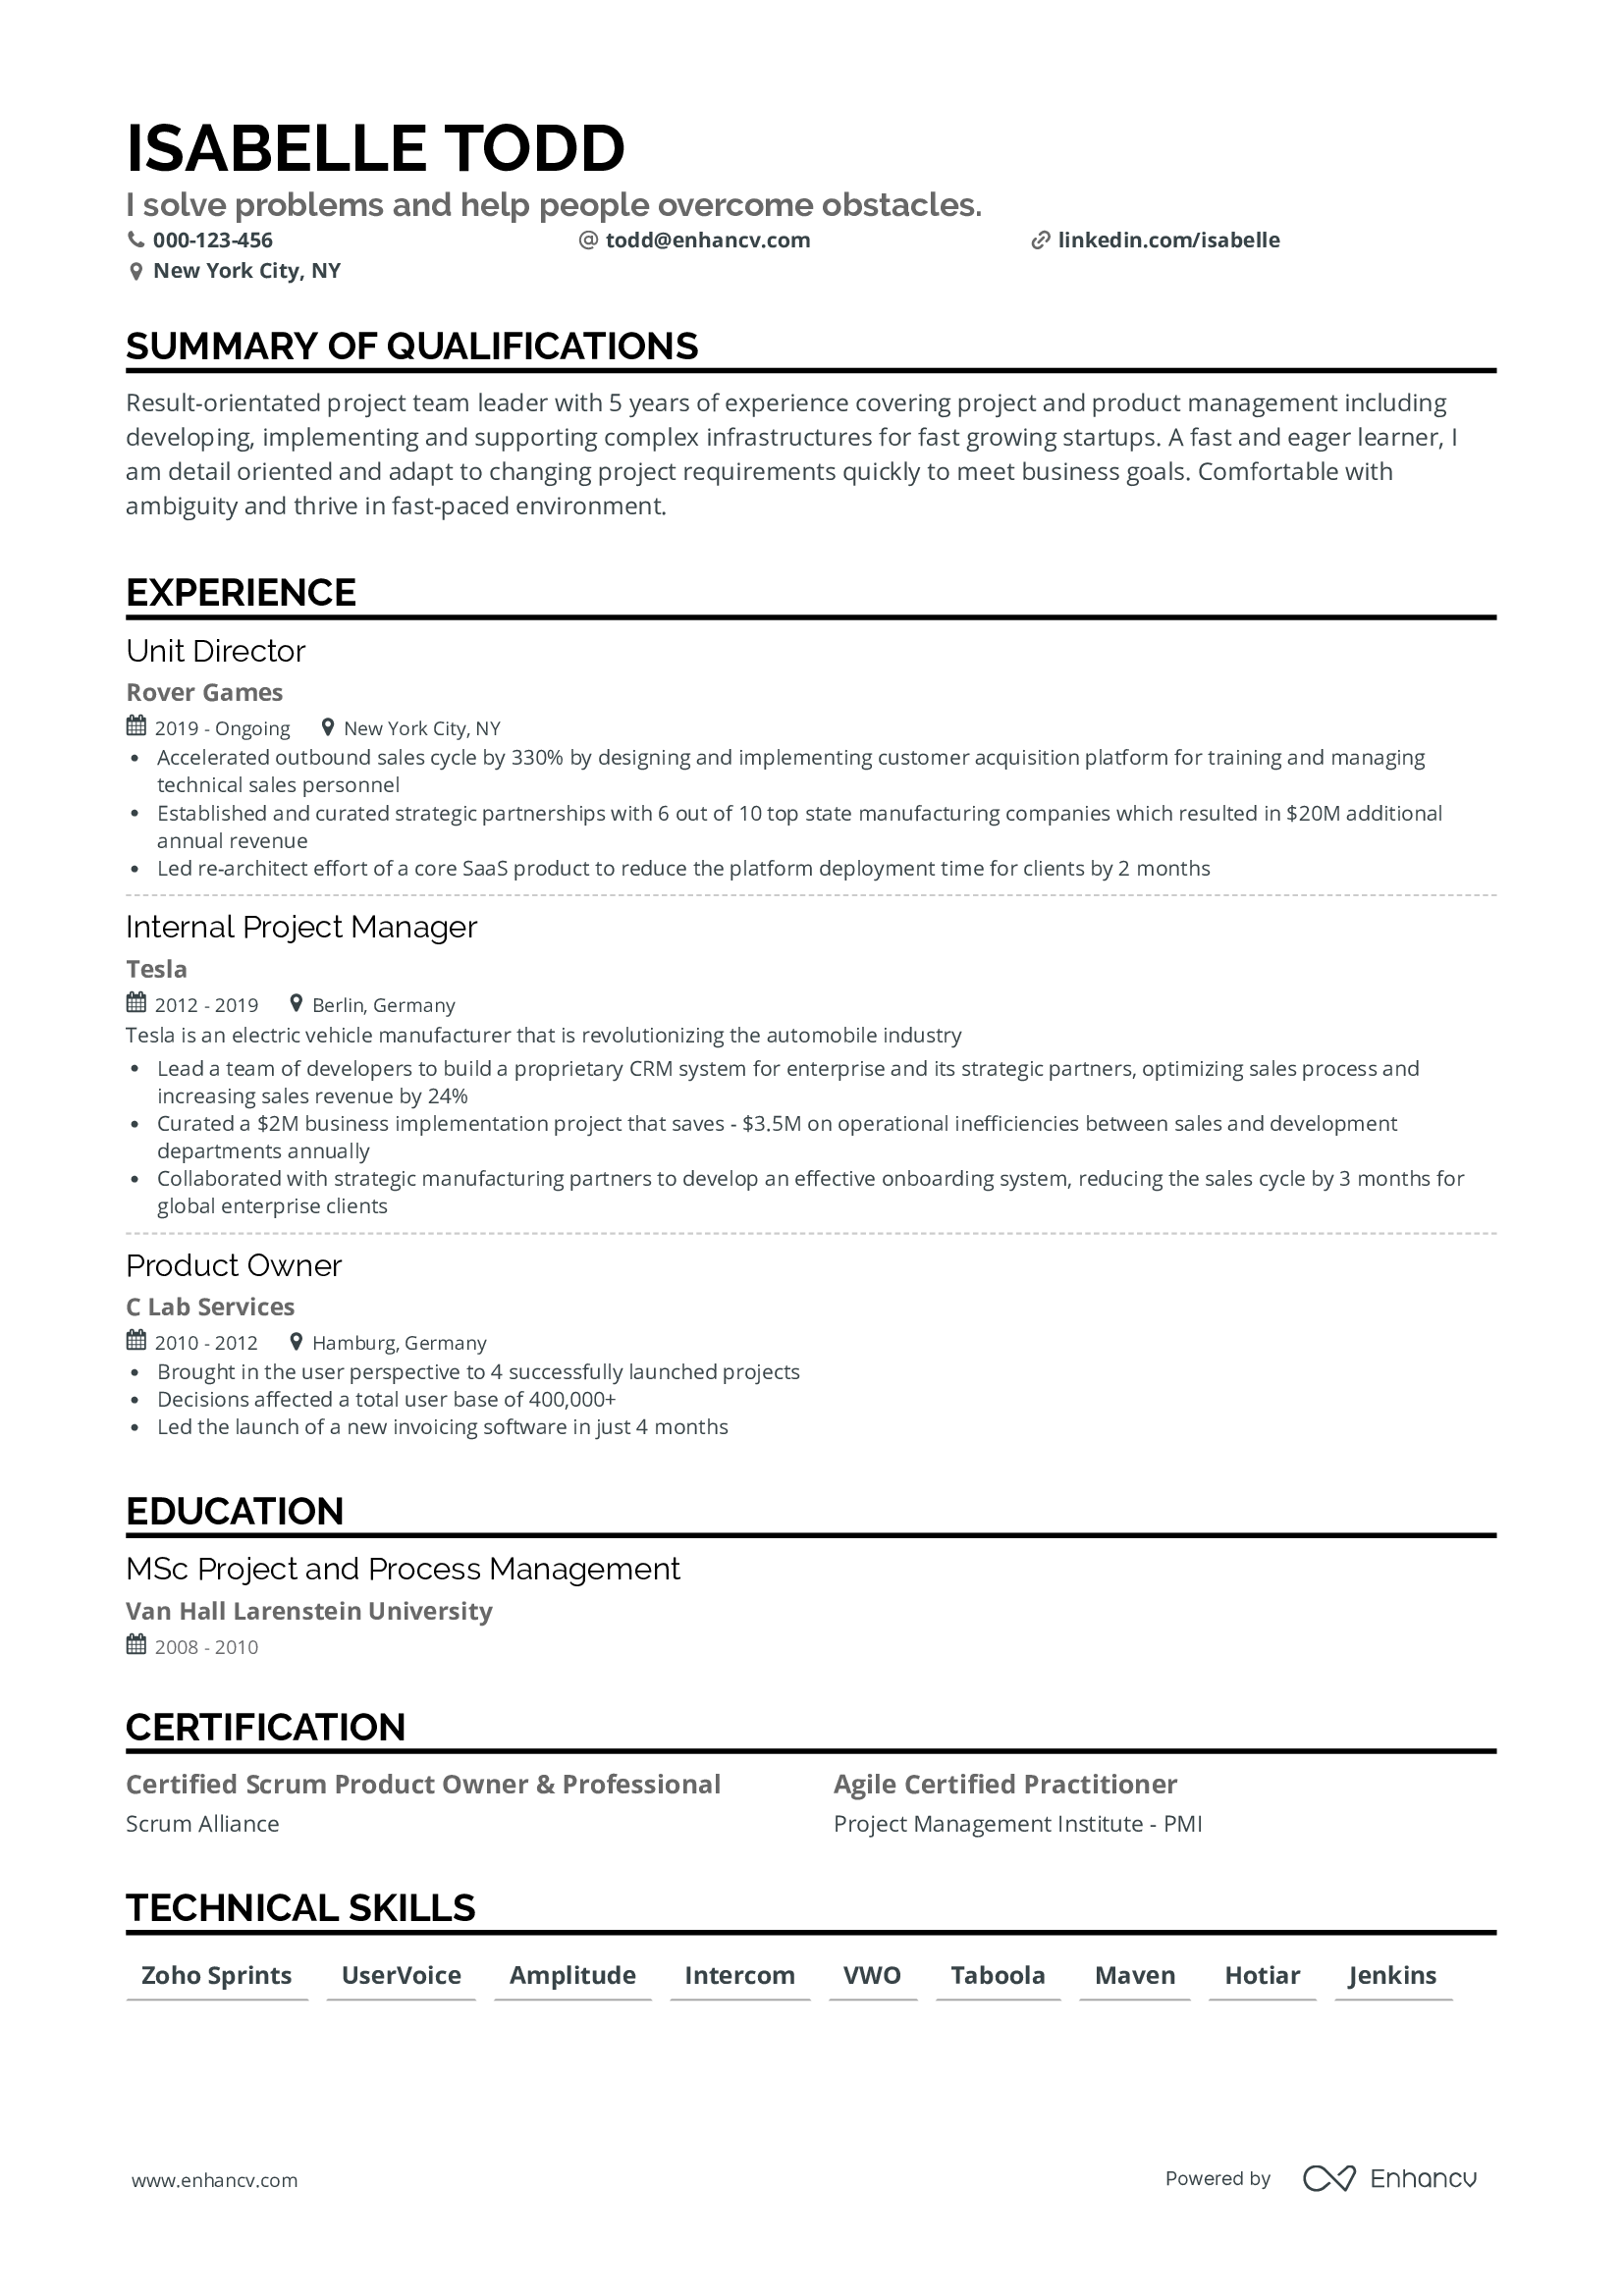 ISABELLE TODD
I solve problems and help people overcome obstacles.
000-123-456 @ todd@enhancv.com linkedin.com/isabelle
New York City, NY
SUMMARY OF QUALIFICATIONS
Result-orientated project team leader with 5 years of experience covering project and product management including
developing, implementing and supporting complex infrastructures for fast growing startups. A fast and eager learner, I
am detail oriented and adapt to changing project requirements quickly to meet business goals. Comfortable with
ambiguity and thrive in fast-paced environment.
EXPERIENCE
Unit Director
Rover Games
2019 - Ongoing New York City, NY
• Accelerated outbound sales cycle by 330% by designing and implementing customer acquisition platform for training and managing
technical sales personnel
• Established and curated strategic partnerships with 6 out of 10 top state manufacturing companies which resulted in $20M additional
annual revenue
• Led re-architect effort of a core SaaS product to reduce the platform deployment time for clients by 2 months
Internal Project Manager
Tesla
2012 - 2019 Berlin, Germany
Tesla is an electric vehicle manufacturer that is revolutionizing the automobile industry
• Lead a team of developers to build a proprietary CRM system for enterprise and its strategic partners, optimizing sales process and
increasing sales revenue by 24%
• Curated a $2M business implementation project that saves - $3.5M on operational inefficiencies between sales and development
departments annually
• Collaborated with strategic manufacturing partners to develop an effective onboarding system, reducing the sales cycle by 3 months for
global enterprise clients
Product Owner
C Lab Services
2010 - 2012 Hamburg, Germany
• Brought in the user perspective to 4 successfully launched projects
• Decisions affected a total user base of 400,000+
• Led the launch of a new invoicing software in just 4 months
EDUCATION
MSc Project and Process Management
Van Hall Larenstein University
2008 - 2010
CERTIFICATION
Certified Scrum Product Owner & Professional Agile Certified Practitioner
Scrum Alliance Project Management Institute - PMI
TECHNICAL SKILLS
Zoho Sprints UserVoice Amplitude Intercom VWO Taboola Maven Hotiar Jenkins
www.enhancv.com Powered by Enhancv